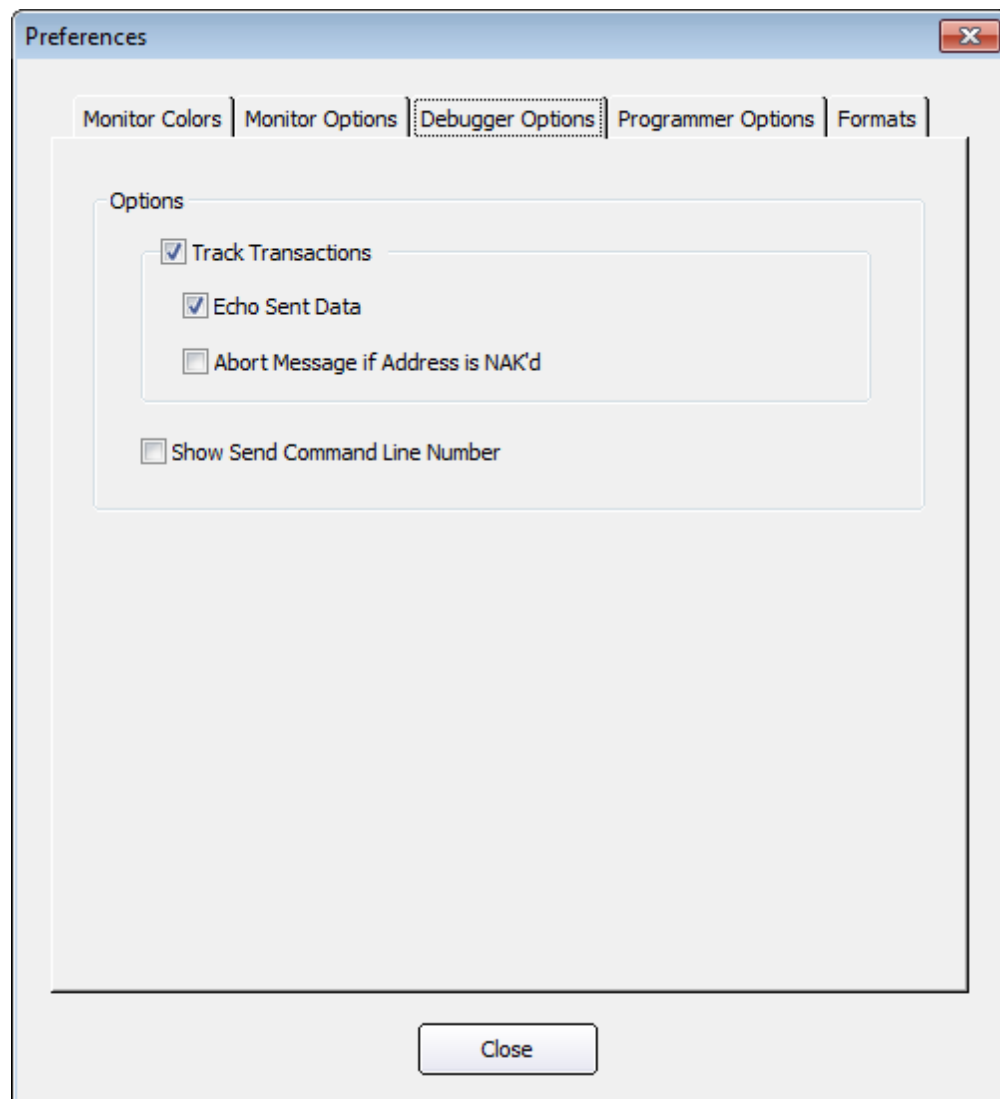 Preferences
Monitor Colors Monitor Options Debugger Options Programmer Options Formats
Options
Track Transactions
Echo Sent Data
Abort Message if Address is NAK'd
Show Send Command Line Number
Close